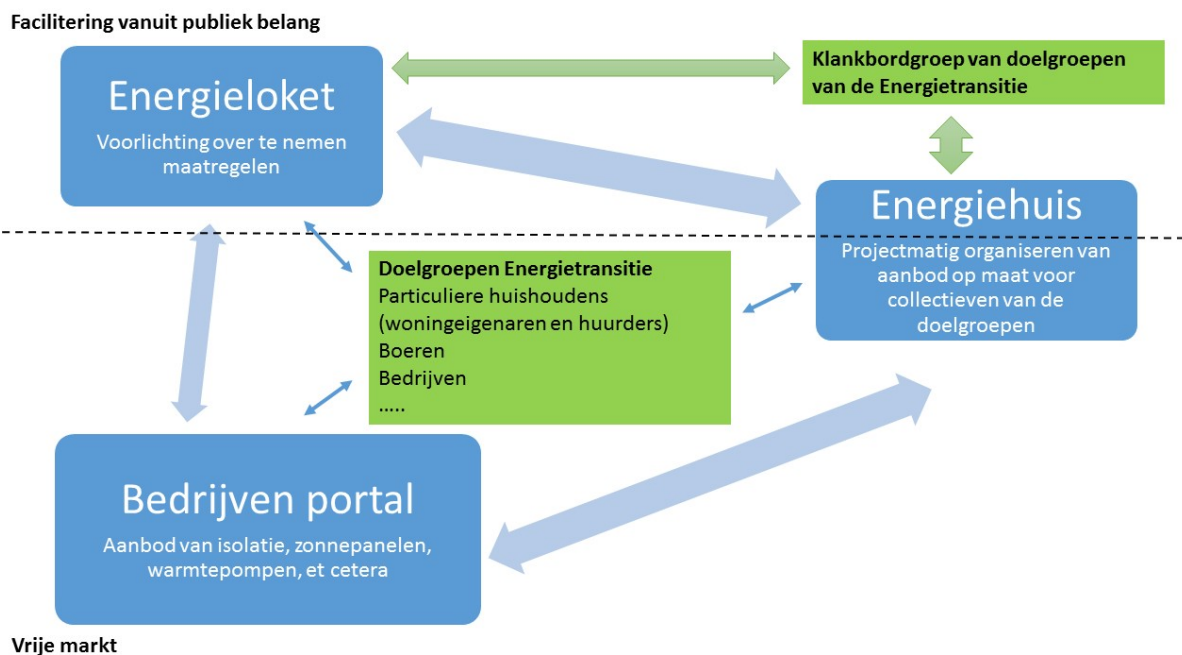 Facilitering vanuit publiek belang
Energieloket
Voorlichting over te nemen
maatregelen
Klankbordgroep van doelgroepen
van de Energietransitie
Energiehuis
Projectmatig organiseren van
aanbod op maat voor
collectieven van de
doelgroepen
Doelgroepen Energietransitie
Particuliere huishoudens
(woningeigenaren en huurders)
Boeren
Bedrijven
.....
Bedrijven portal
Aanbod van isolatie, zonnepanelen,
warmtepompen, et cetera
Vrije markt